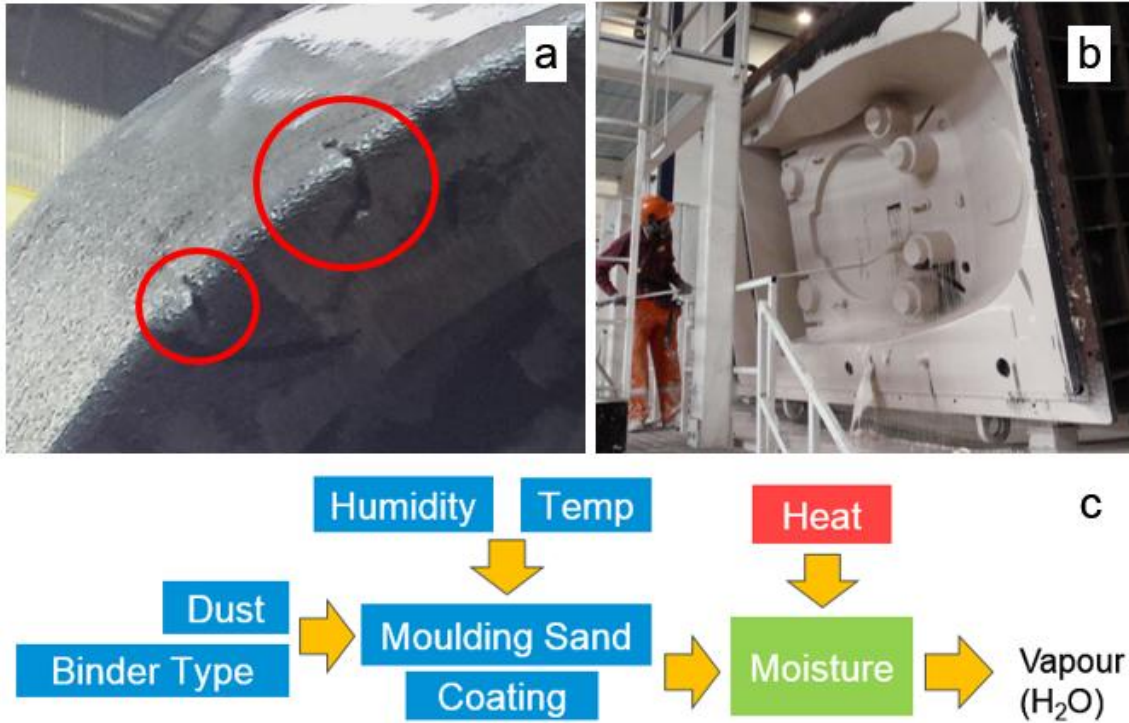 a
b
c
Humidity
Temp
Heat
Dust
Binder Type
Moulding Sand
Coating
Moisture
Vapour
(H₂O)